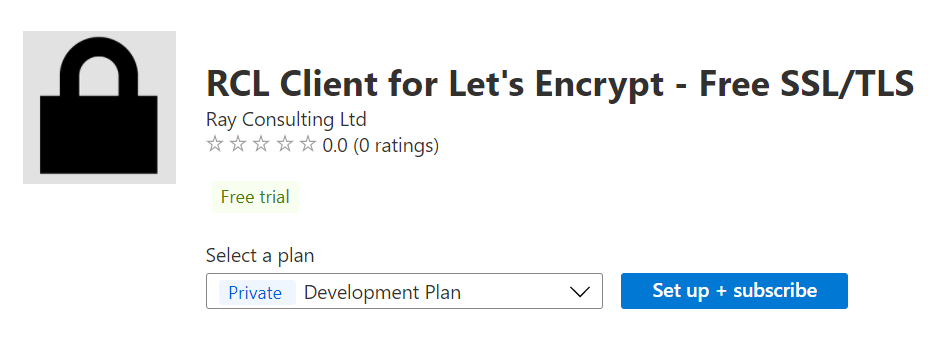 RCL Client for Let's Encrypt - Free SSL/TLS
Ray Consulting Ltd
0.0 (0 ratings)
Free trial
Select a plan
Private Development Plan
Set up + subscribe